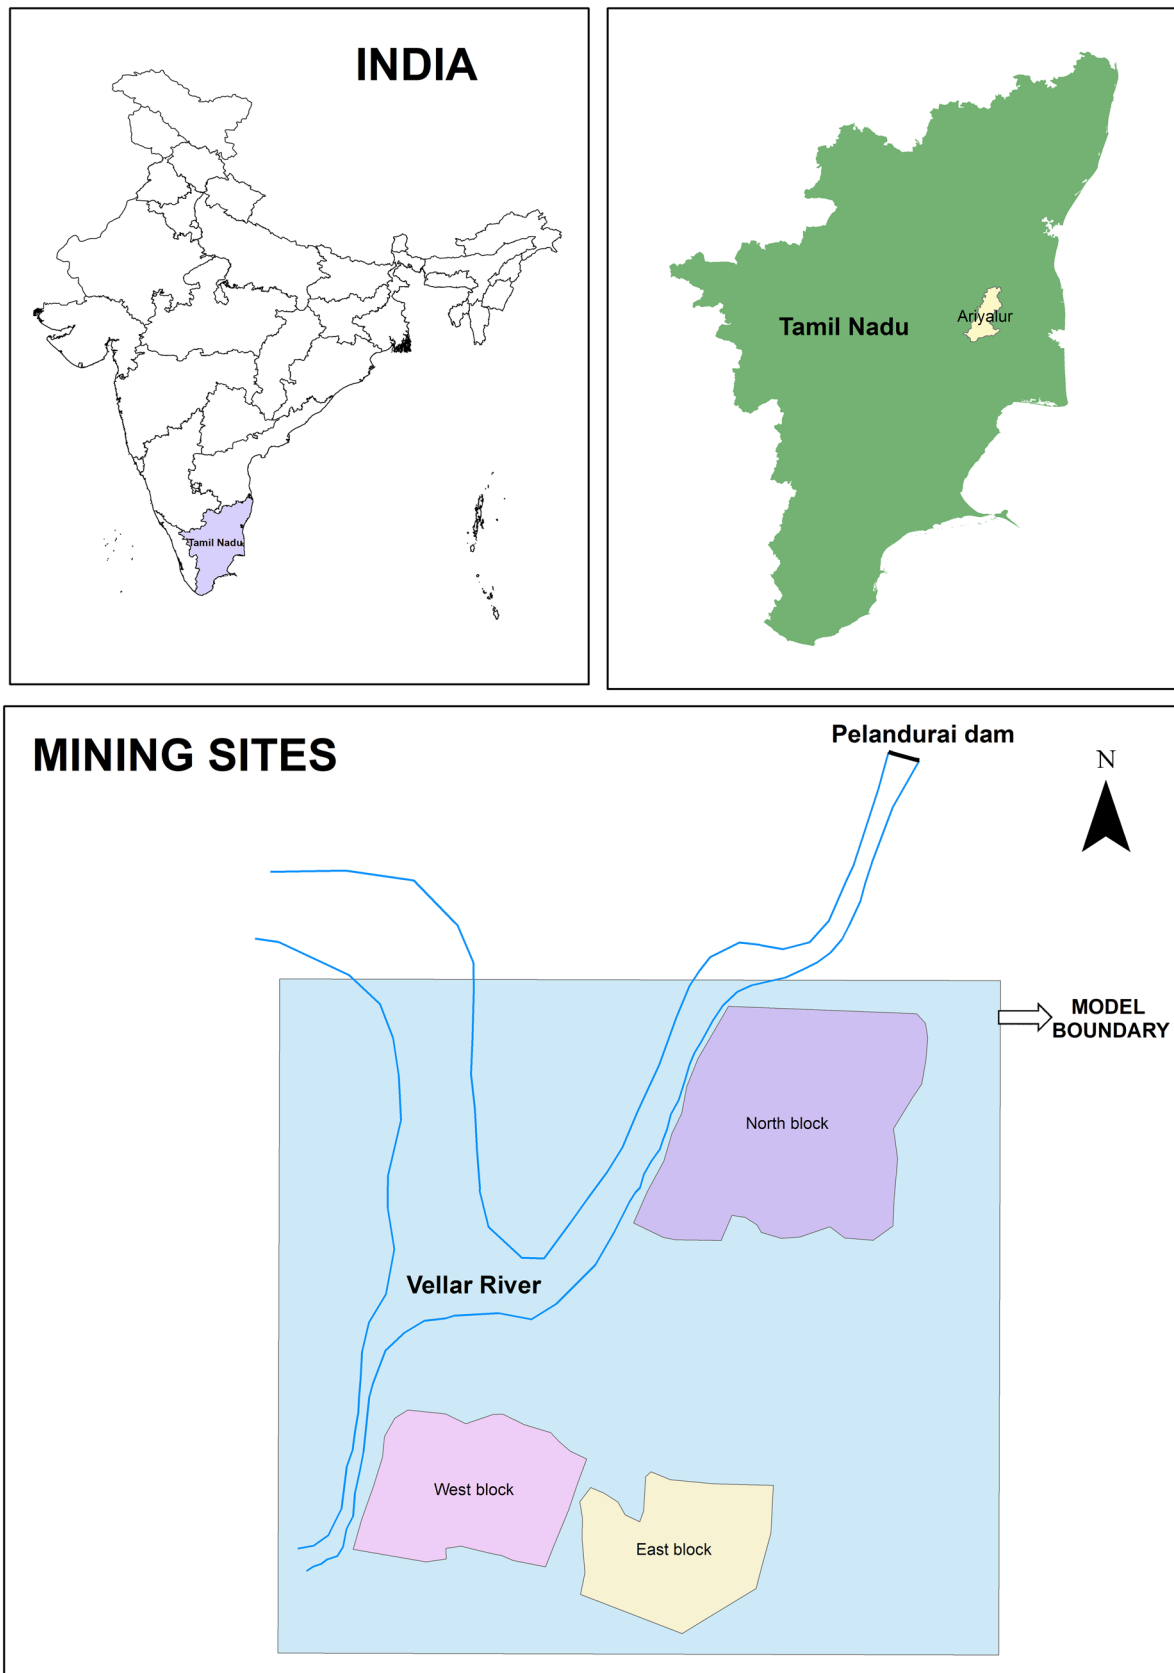 INDIA
Tamil Nadu
Tamil Nadu
Ariyalur
MINING SITES
Pelandurai dam
N
MODEL
BOUNDARY
North block
Vellar River
West block
East block